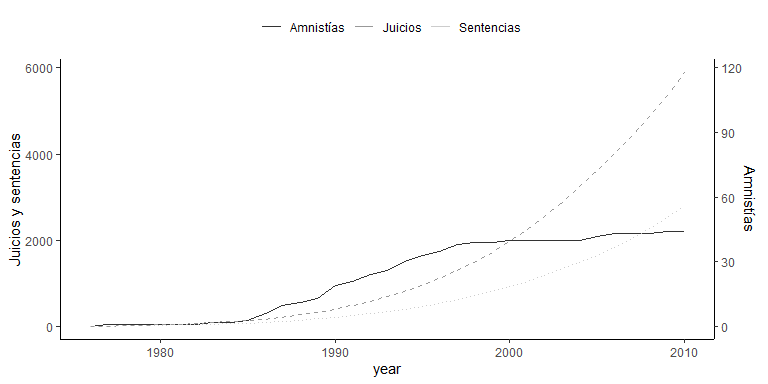 Amnistías Juicios Sentencias
6000
4000
2000
0
Juicios y sentencias
120
90
60
30
0
Amnistías
1980 1990 2000 2010
year